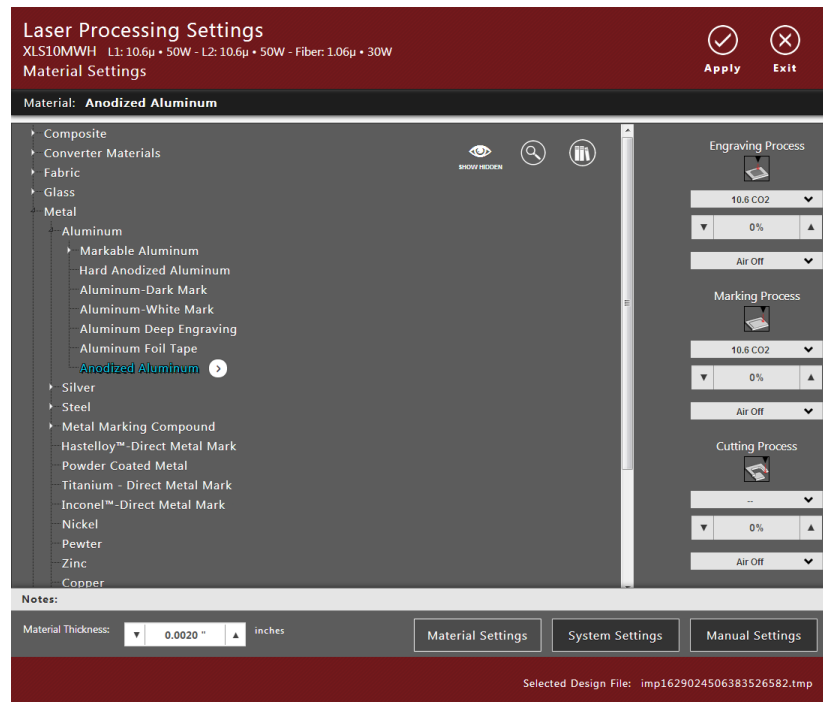 Laser Processing Settings
XLS10MWH L1: 10.6µ • 50W - L2: 10.6µ • 50W - Fiber: 1.06µ • 30W
Material Settings
Apply Exit
Material: Anodized Aluminum
Composite
Converter Materials
Fabric
Glass
Metal
Aluminum
Markable Aluminum
Hard Anodized Aluminum
Aluminum-Dark Mark
Aluminum-White Mark
Aluminum Deep Engraving
Aluminum Foil Tape
Anodized Aluminum
Silver
Steel
Metal Marking Compound
Hastelloy™-Direct Metal Mark
Powder Coated Metal
Titanium - Direct Metal Mark
Inconel™-Direct Metal Mark
Nickel
Pewter
Zinc
Copper
SHOW HIDDEN
Engraving Process
10.6 CO2
0%
Air Off
Marking Process
10.6 CO2
0%
Air Off
Cutting Process
--
0%
Air Off
Notes:
Material Thickness: 0.0020 " inches
Material Settings System Settings Manual Settings
Selected Design File: imp1629024506383526582.tmp